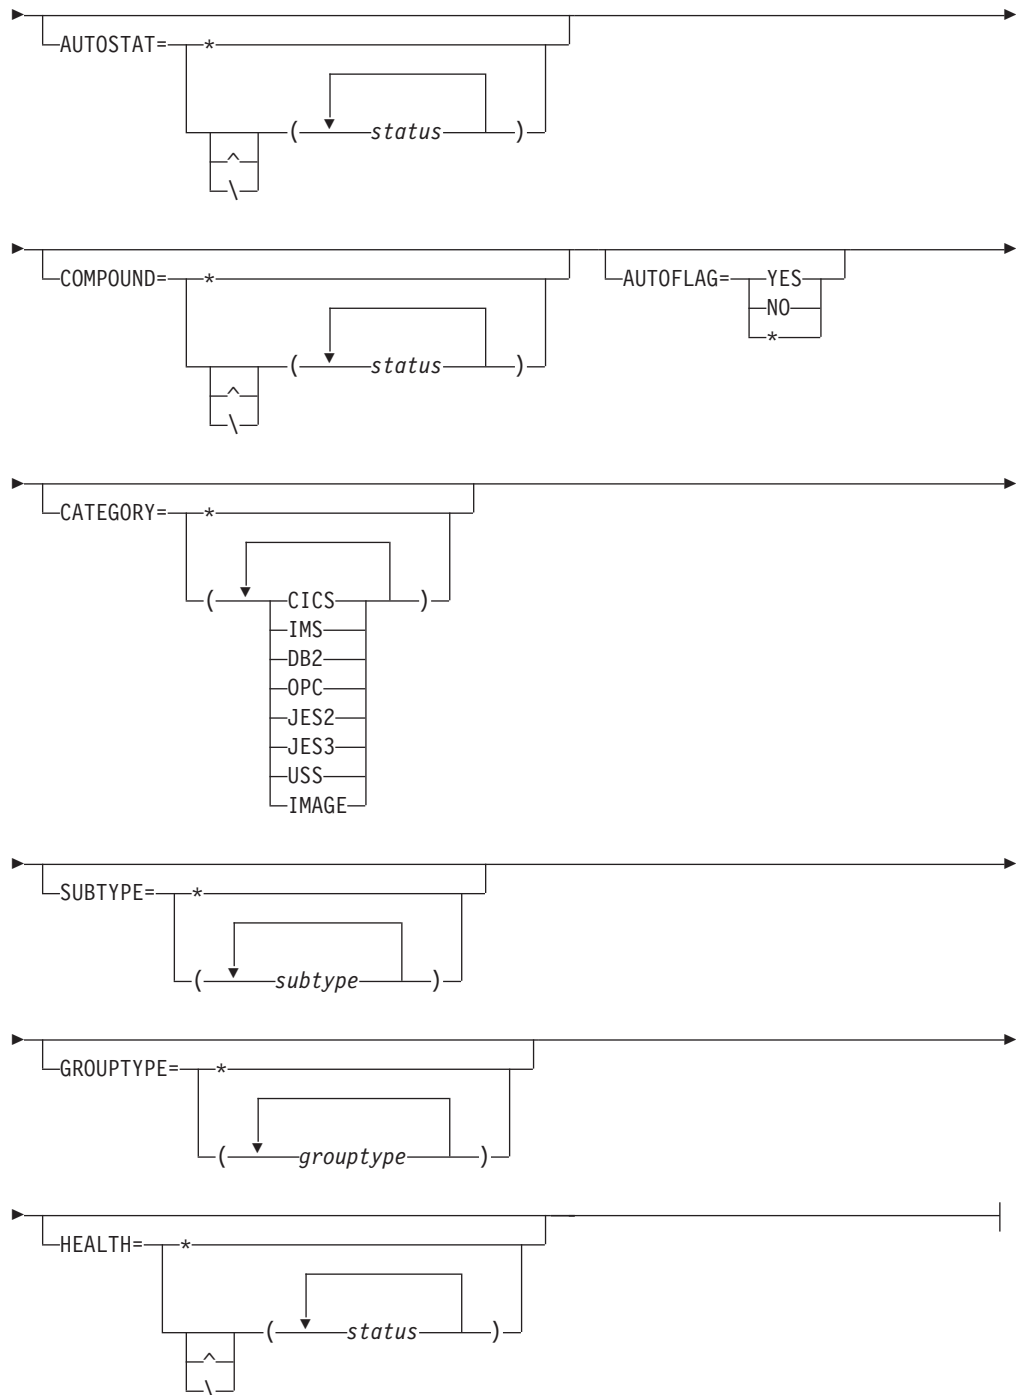 AUTOSTAT= *
( status )
^
\
COMPOUND= * AUTOFLAG= YES
NO
*
( status )
^
\
CATEGORY= *
( CICS )
IMS
DB2
OPC
JES2
JES3
USS
IMAGE
SUBTYPE= *
( subtype )
GROUPTYPE= *
( grouptype )
HEALTH= *
( status )
^
\